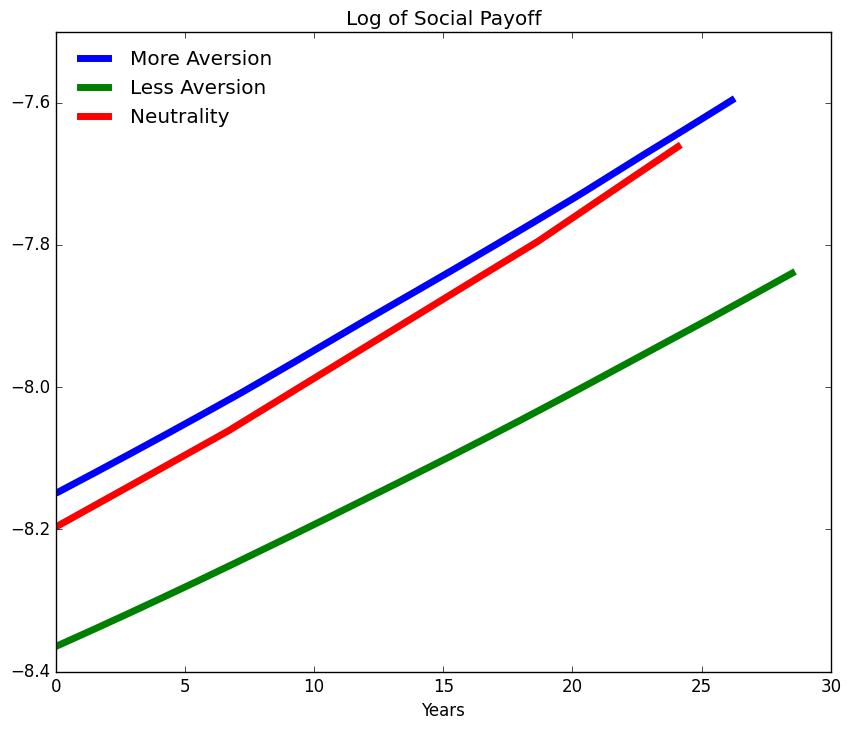 Log of Social Payoff
More Aversion
Less Aversion
Neutrality
−7.6
−7.8
−8.0
−8.2
−8.4
0 5 10 15 20 25 30
Years